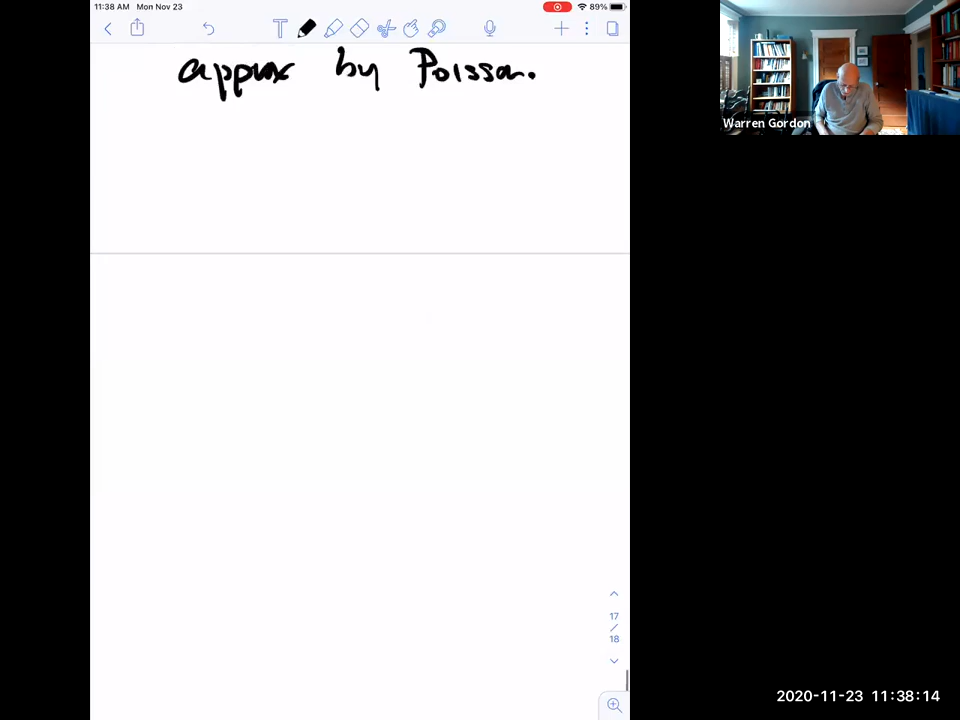 11:38 AM Mon Nov 23
89%
T
approx by Poisson.
Warren Gordon
17
/
18
2020-11-23 11:38:14